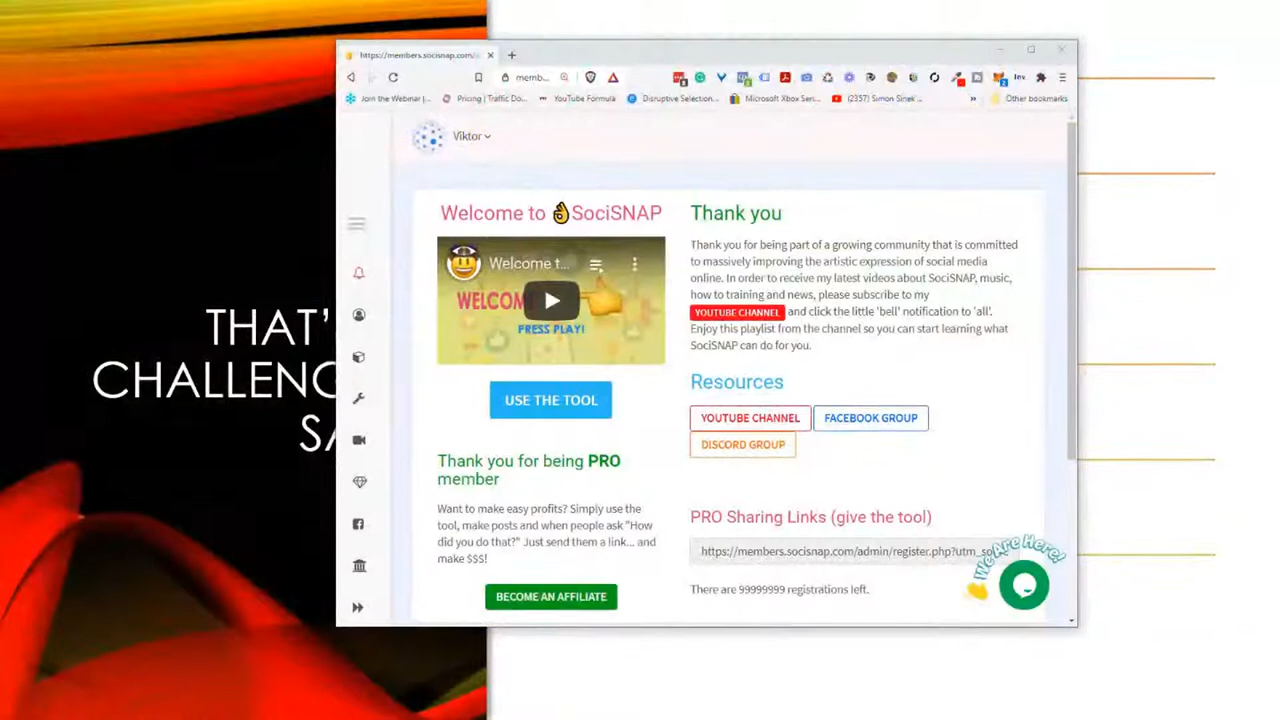 THAT'
CHALLENG
SA
https://members.socisnap.com/
memb...
Join the Webinar |...
Pricing | Traffic Do...
YouTube Formula
Disruptive Selection...
Microsoft Xbox Seri...
(2357) Simon Sinek ...
»
Other bookmarks
Viktor
Welcome to 👌SociSNAP
Welcome t...
WELCOM
PRESS PLAY!
USE THE TOOL
Thank you for being PRO
member
Want to make easy profits? Simply use the
tool, make posts and when people ask "How
did you do that?" Just send them a link... and
make $$$!
BECOME AN AFFILIATE
Thank you
Thank you for being part of a growing community that is committed
to massively improving the artistic expression of social media
online. In order to receive my latest videos about SociSNAP, music,
how to training and news, please subscribe to my
YOUTUBE CHANNEL and click the little 'bell' notification to 'all'.
Enjoy this playlist from the channel so you can start learning what
SociSNAP can do for you.
Resources
YOUTUBE CHANNEL FACEBOOK GROUP
DISCORD GROUP
PRO Sharing Links (give the tool)
https://members.socisnap.com/admin/register.php?utm_so
There are 99999999 registrations left.
We Are Here!